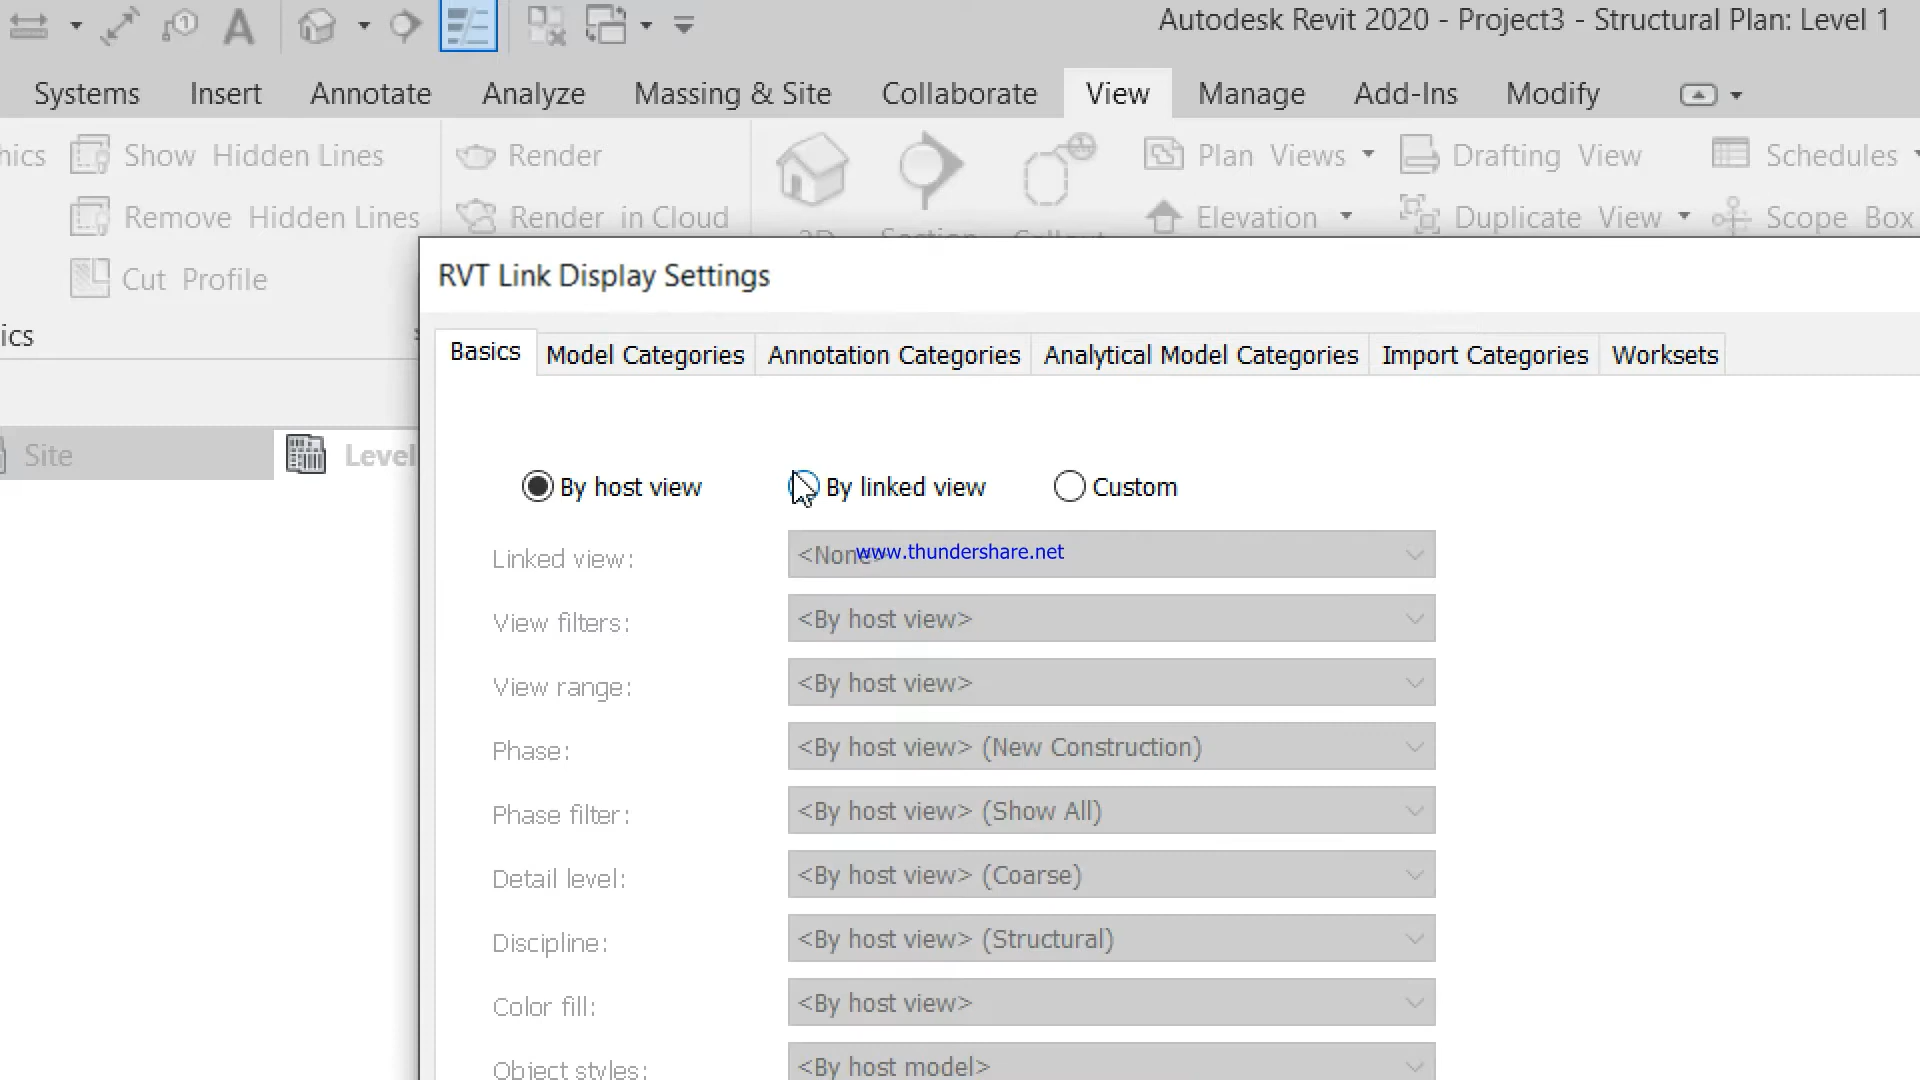 Autodesk Revit 2020 - Project3 - Structural Plan: Level 1
Systems Insert Annotate Analyze Massing & Site Collaborate View Manage Add-Ins Modify
hics Show Hidden Lines Render Plan Views Drafting View Schedules
Remove Hidden Lines Render in Cloud Elevation Duplicate View Scope Box
Cut Profile
ics
RVT Link Display Settings
Basics Model Categories Annotation Categories Analytical Model Categories Import Categories Worksets
Site Level
By host view By linked view Custom
Linked view: <None>
www.thundershare.net
View filters: <By host view>
View range: <By host view>
Phase: <By host view> (New Construction)
Phase filter: <By host view> (Show All)
Detail level: <By host view> (Coarse)
Discipline: <By host view> (Structural)
Color fill: <By host view>
Object styles: <By host model>